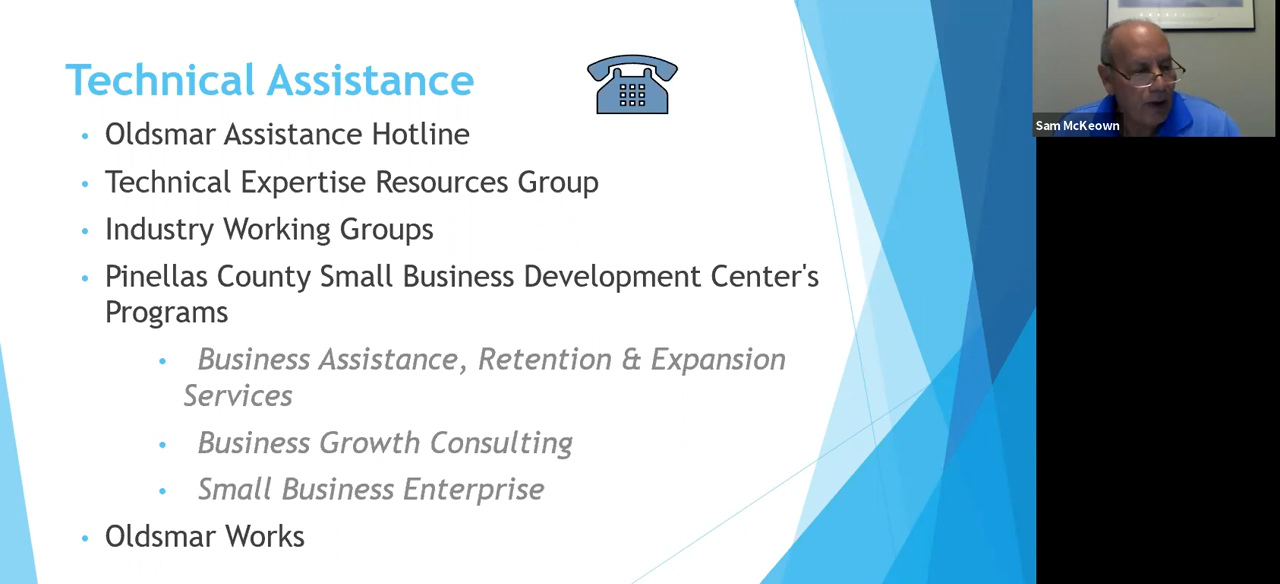 Technical Assistance
• Oldsmar Assistance Hotline
• Technical Expertise Resources Group
• Industry Working Groups
• Pinellas County Small Business Development Center's
Programs
• Business Assistance, Retention & Expansion
Services
• Business Growth Consulting
• Small Business Enterprise
• Oldsmar Works
Sam McKeown